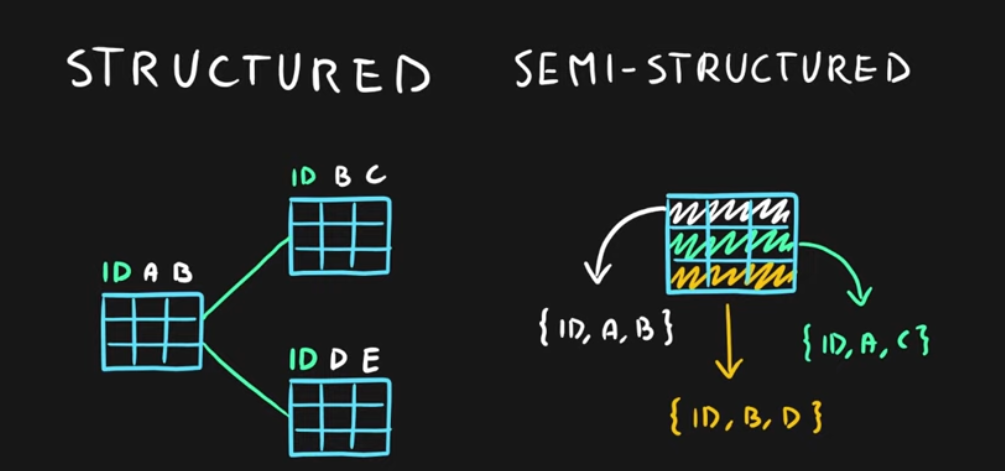 STRUCTURED
SEMI-STRUCTURED
ID B C
ID A B
ID D E
{ID, A, B}
{ID, A, C}
{ID, B, D}